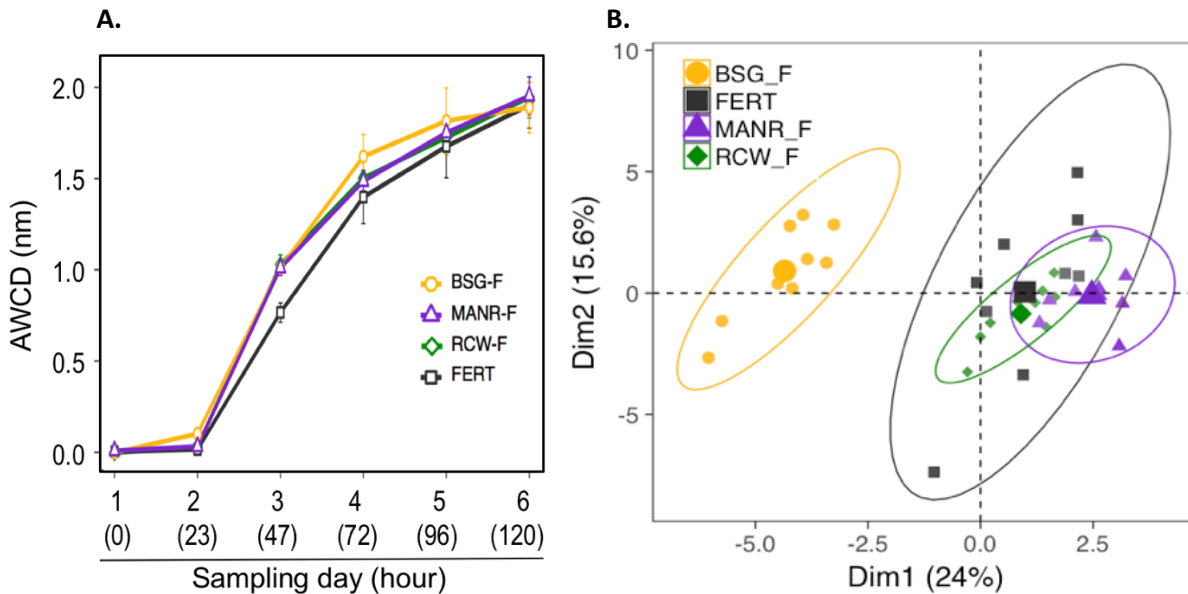 A.
AWCD (nm)
2.0
1.5
1.0
0.5
0.0
BSG-F
MANR-F
RCW-F
FERT
1 2 3 4 5 6
(0) (23) (47) (72) (96) (120)
Sampling day (hour)
B.
Dim2 (15.6%)
10
5
0
-5
BSG_F
FERT
MANR_F
RCW_F
-5.0 -2.5 0.0 2.5
Dim1 (24%)